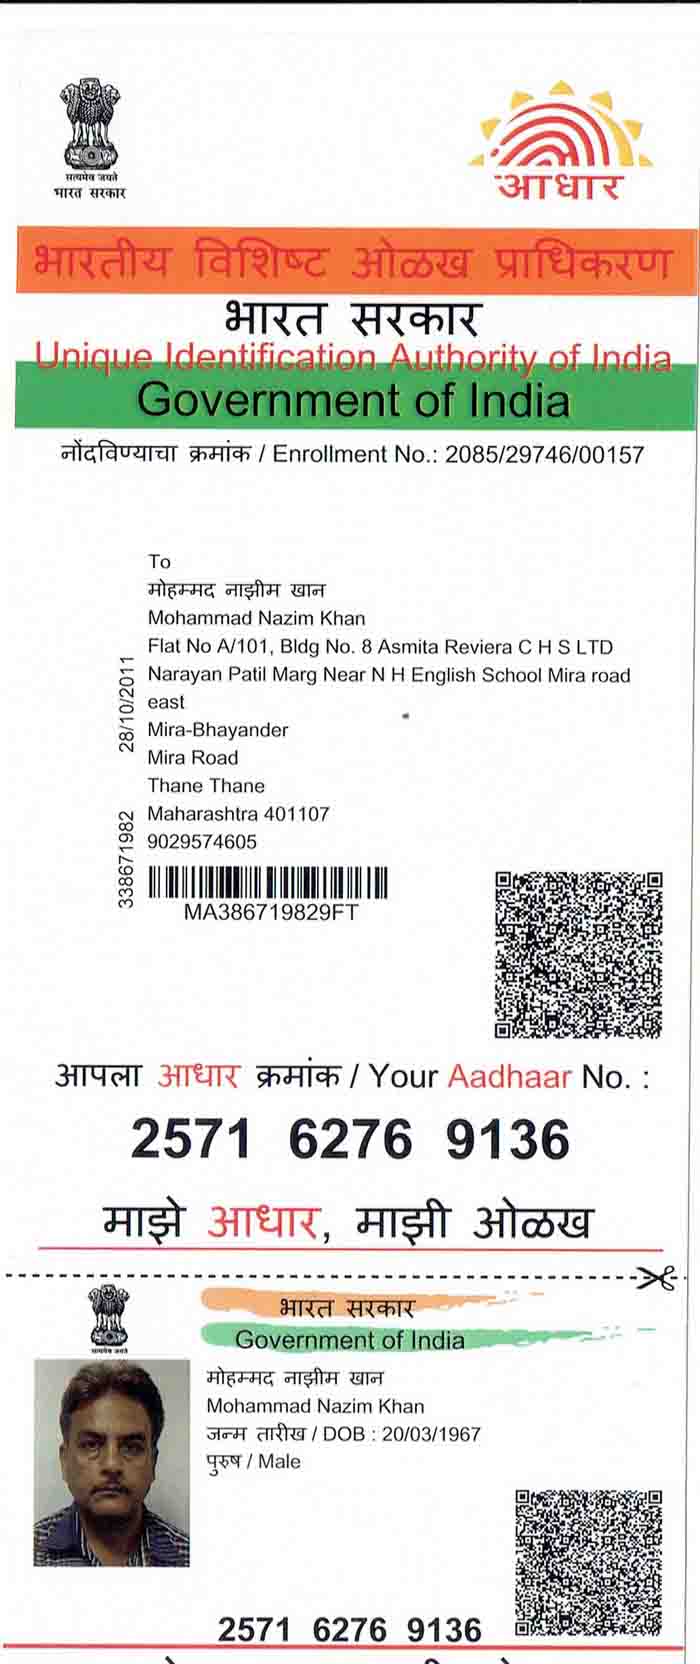 सत्यमेव जयते
भारत सरकार
आधार
भारतीय विशिष्ट ओळख प्राधिकरण
भारत सरकार
Unique Identification Authority of India
Government of India
नोंदविण्याचा क्रमांक / Enrollment No.: 2085/29746/00157
To
मोहम्मद नाझीम खान
Mohammad Nazim Khan
Flat No A/101, Bldg No. 8 Asmita Reviera C H S LTD
Narayan Patil Marg Near N H English School Mira road
east
Mira-Bhayander
Mira Road
Thane Thane
Maharashtra 401107
9029574605
28/10/2011
338671982
MA386719829FT
आपला आधार क्रमांक / Your Aadhaar No. :
2571 6276 9136
माझे आधार, माझी ओळख
सत्यमेव जयते
भारत सरकार
Government of India
मोहम्मद नाझीम खान
Mohammad Nazim Khan
जन्म तारीख / DOB : 20/03/1967
पुरुष / Male
2571 6276 9136